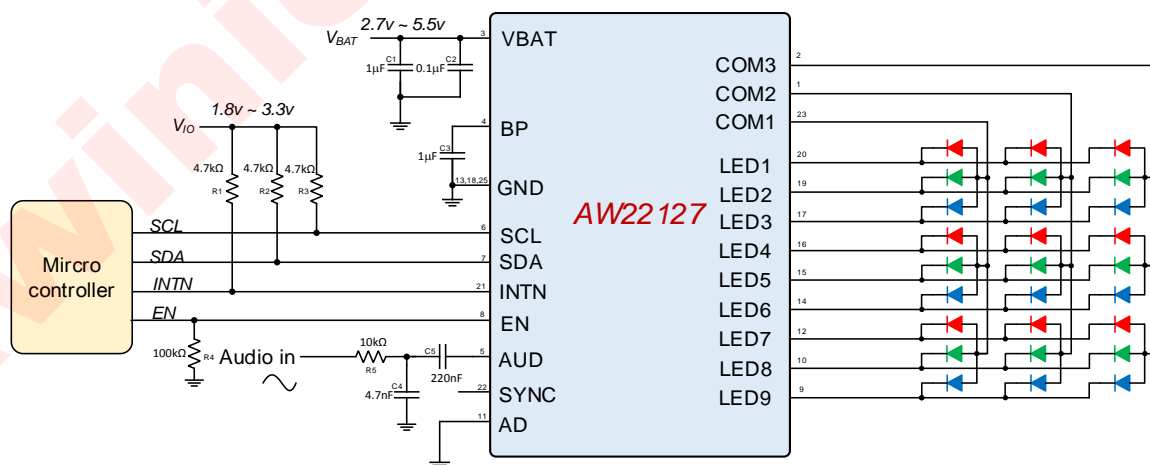 2.7v ~ 5.5v
VBAT
3
VBAT
C1
1μF
C2
0.1μF
COM3
2
COM2
1
COM1
23
1.8v ~ 3.3v
VIO
4
BP
C3
1μF
13,18,25
GND
4.7kΩ
R1
4.7kΩ
R2
4.7kΩ
R3
AW22127
LED1
20
LED2
19
LED3
17
LED4
16
LED5
15
LED6
14
LED7
12
LED8
10
LED9
9
Mircro
controller
SCL
6
SCL
SDA
7
SDA
INTN
21
INTN
EN
8
EN
100kΩ
R4
Audio in
10kΩ
R5
C5
220nF
5
AUD
C4
4.7nF
22
SYNC
11
AD